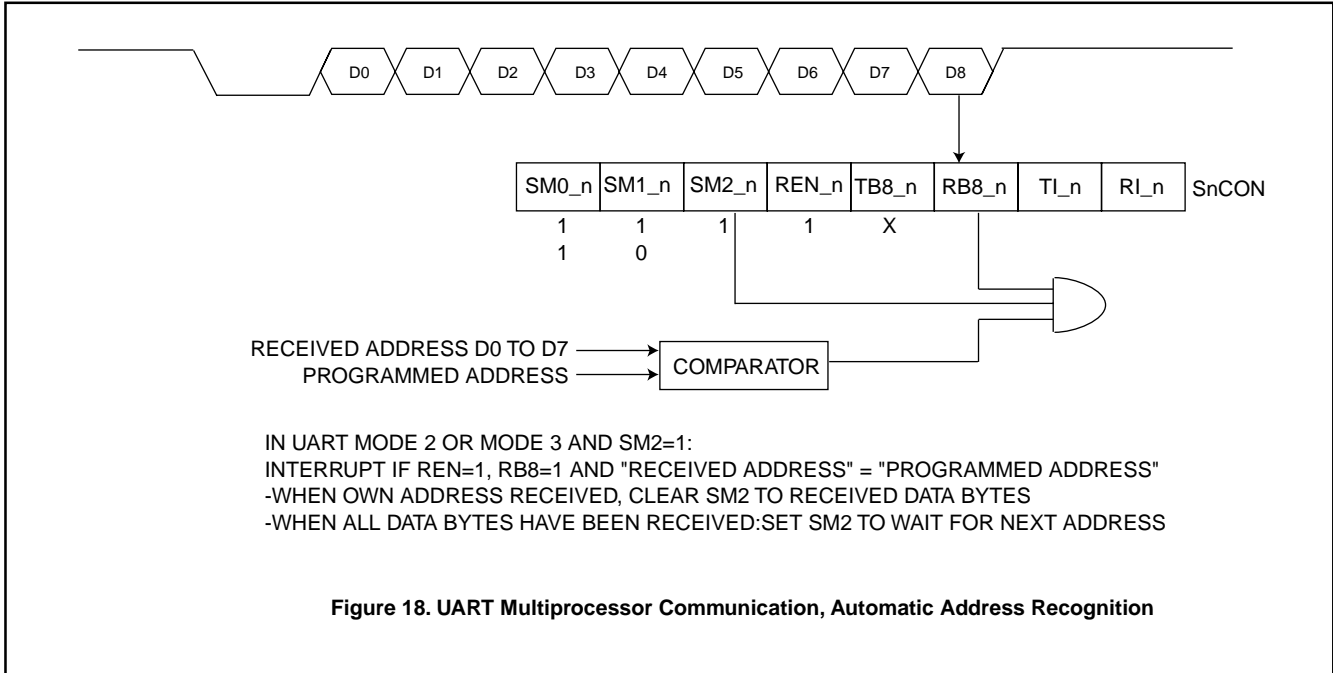 D0 D1 D2 D3 D4 D5 D6 D7 D8
SM0_n SM1_n SM2_n REN_n TB8_n RB8_n TI_n RI_n SnCON
1 1 1 1 X
1 0
RECEIVED ADDRESS D0 TO D7
PROGRAMMED ADDRESS
COMPARATOR
IN UART MODE 2 OR MODE 3 AND SM2=1:
INTERRUPT IF REN=1, RB8=1 AND "RECEIVED ADDRESS" = "PROGRAMMED ADDRESS"
-WHEN OWN ADDRESS RECEIVED, CLEAR SM2 TO RECEIVED DATA BYTES
-WHEN ALL DATA BYTES HAVE BEEN RECEIVED:SET SM2 TO WAIT FOR NEXT ADDRESS
Figure 18. UART Multiprocessor Communication, Automatic Address Recognition